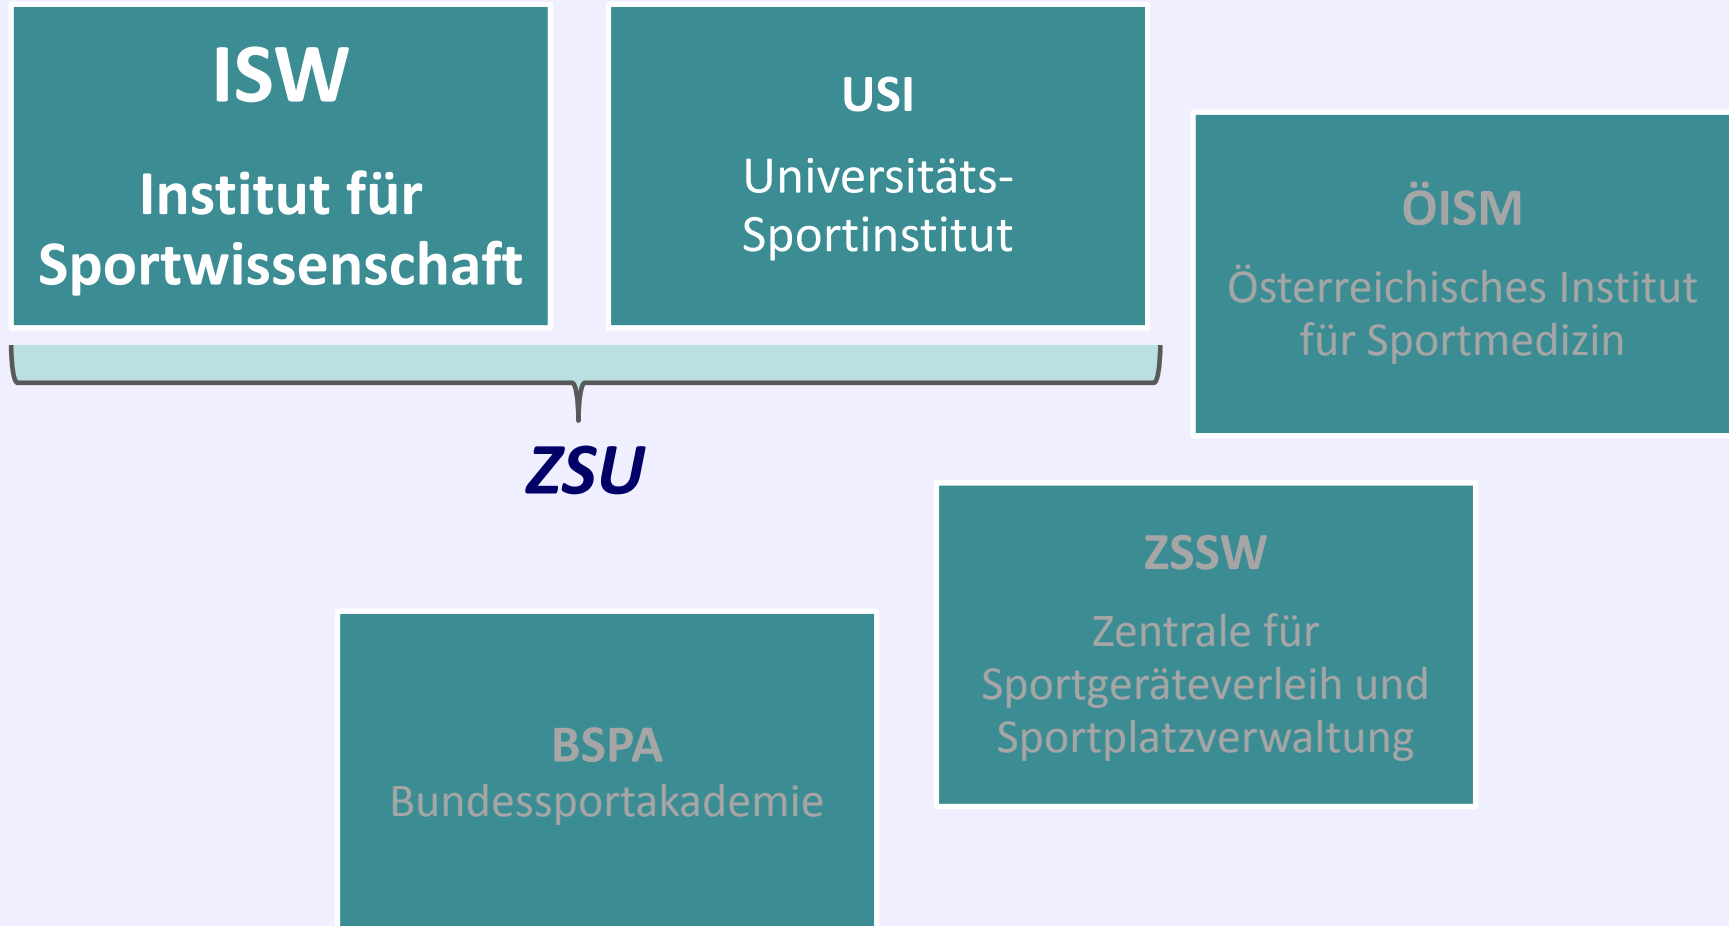 ISW
Institut für
Sportwissenschaft
USI
Universitäts-
Sportinstitut
ÖISM
Österreichisches Institut
für Sportmedizin
ZSU
ZSSW
Zentrale für
Sportgeräteverleih und
Sportplatzverwaltung
BSPA
Bundessportakademie